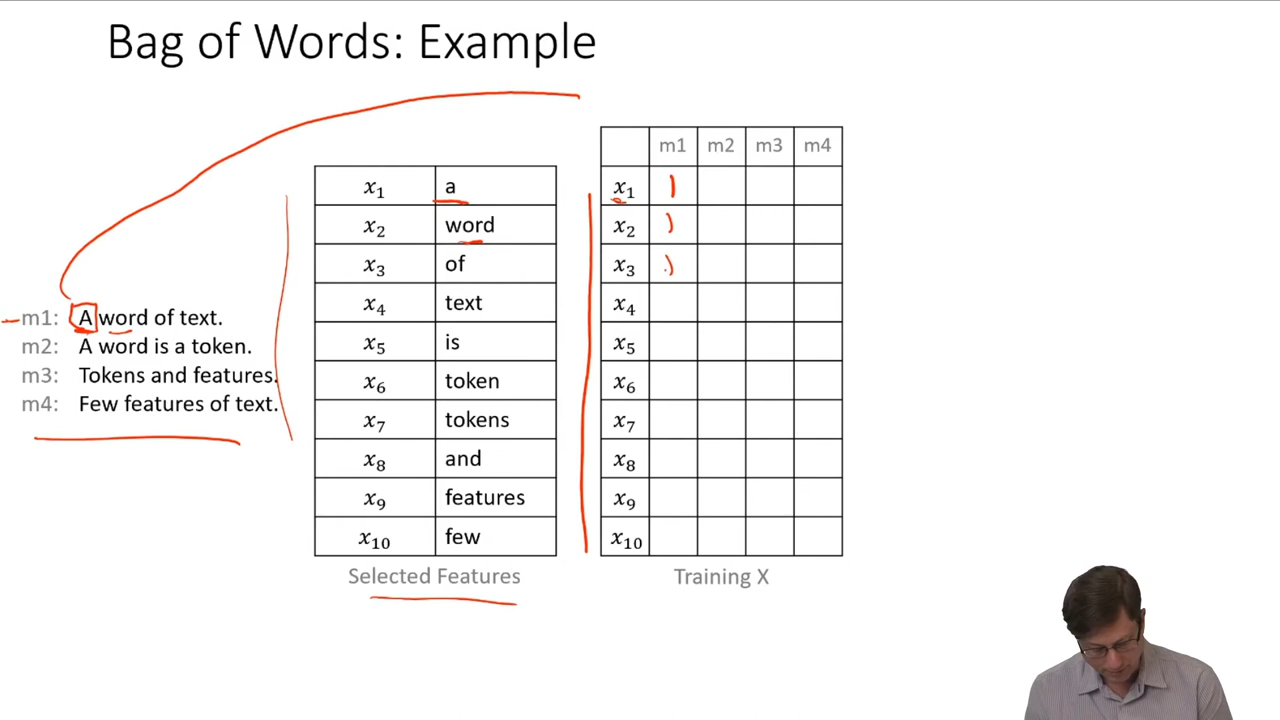 Bag of Words: Example
m1: A word of text.
m2: A word is a token.
m3: Tokens and features.
m4: Few features of text.
x₁ a
x₂ word
x₃ of
x₄ text
x₅ is
x₆ token
x₇ tokens
x₈ and
x₉ features
x₁₀ few
Selected Features
m1 m2 m3 m4
x₁ 1
x₂ 1
x₃ 1
x₄
x₅
x₆
x₇
x₈
x₉
x₁₀
Training X